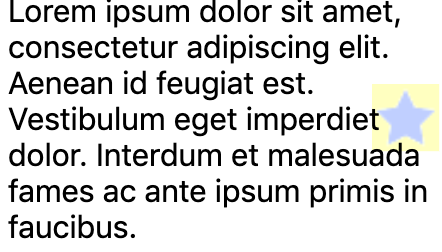 Lorem ipsum dolor sit amet,
consectetur adipiscing elit.
Aenean id feugiat est.
Vestibulum eget imperdiet
dolor. Interdum et malesuada
fames ac ante ipsum primis in
faucibus.